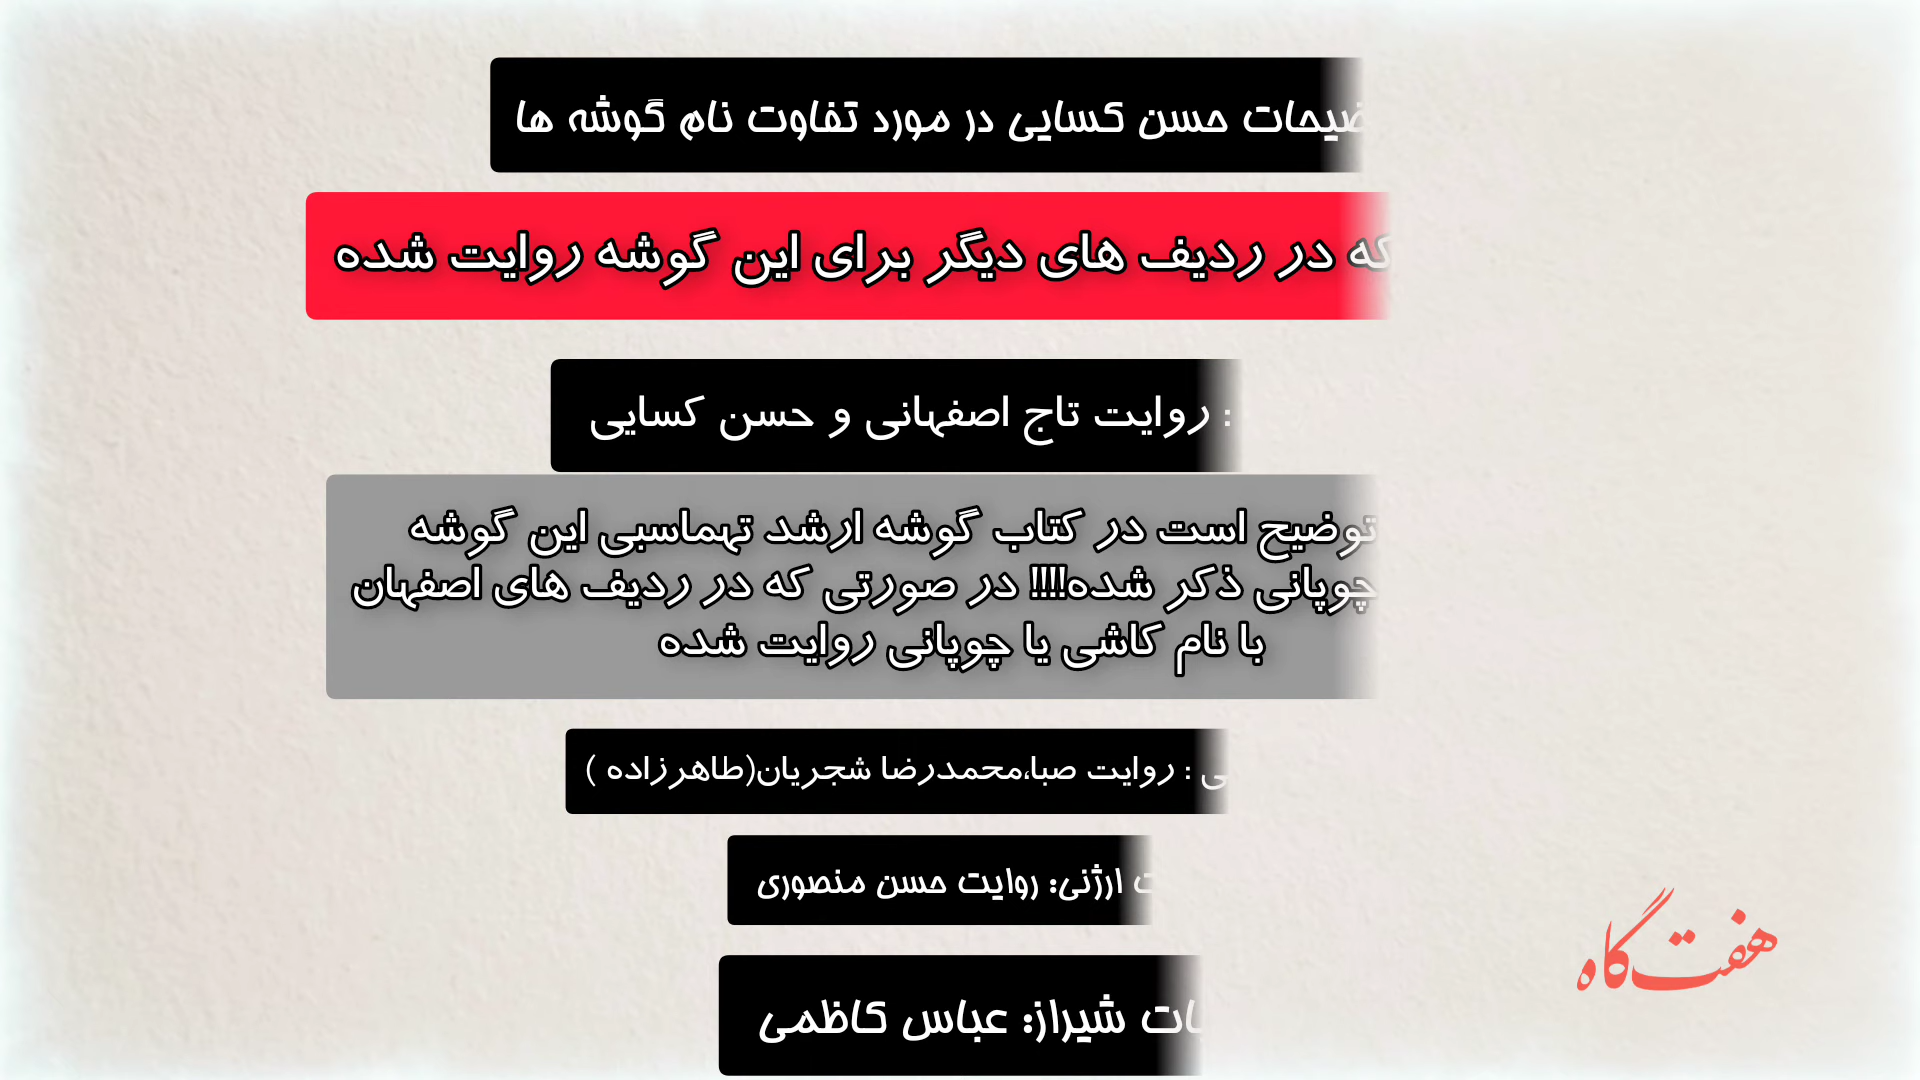 حسن کسایی در مورد تفاوت نام گوشه ها
که در ردیف های دیگر برای این گوشه روایت شده
: روایت تاج اصفهانی و حسن کسایی
توضیح است در کتاب گوشه ارشد تهماسبی این گوشه
چوپانی ذکر شده!!!! در صورتی که در ردیف های اصفهان
با نام کاشی یا چوپانی روایت شده
: روایت صبا،محمدرضا شجریان(طاهرزاده )
ارژنی: روایت حسن منصوری
شیراز: عباس کاظمی
هفتگاه